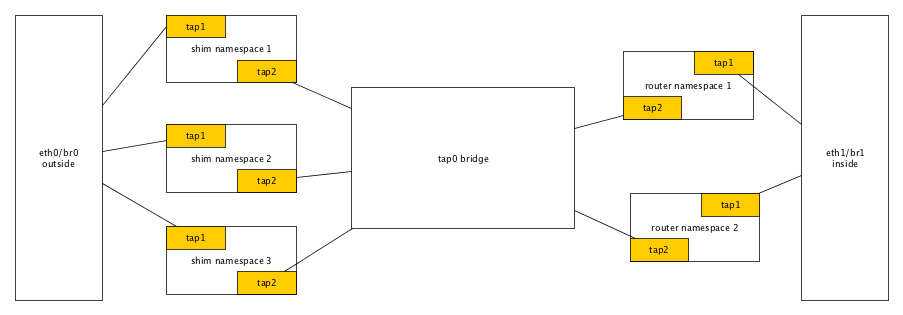 eth0/br0
outside
tap1
shim namespace 1
tap2
tap1
shim namespace 2
tap2
tap1
shim namespace 3
tap2
tap0 bridge
tap1
router namespace 1
tap2
tap1
router namespace 2
tap2
eth1/br1
inside